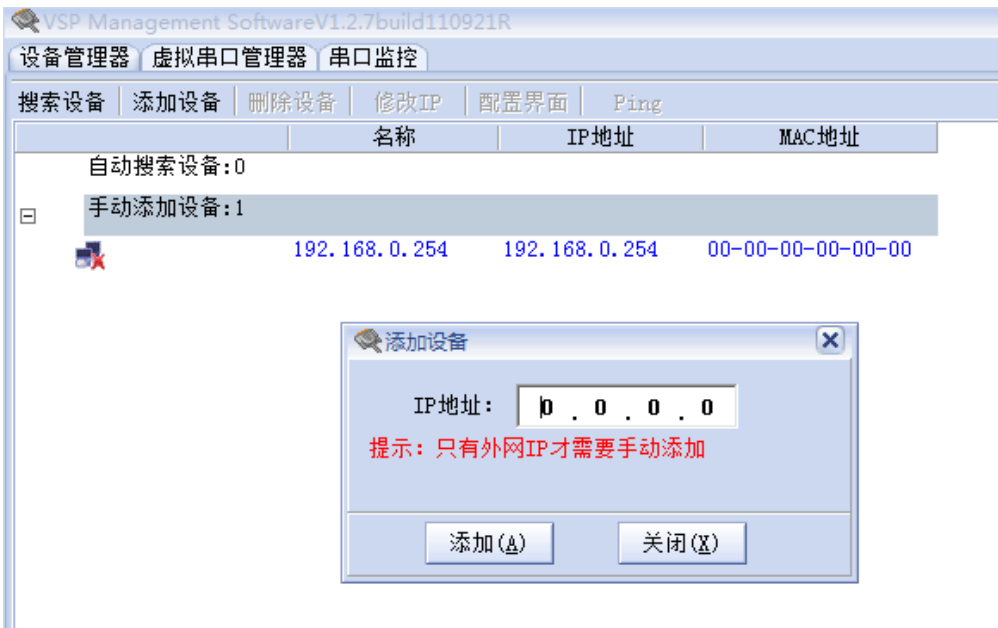 VSP Management SoftwareV1.2.7build110921R
设备管理器 虚拟串口管理器 串口监控
搜索设备 添加设备 删除设备 修改IP 配置界面 Ping
名称 IP地址 MAC地址
自动搜索设备:0
手动添加设备:1
192.168.0.254 192.168.0.254 00-00-00-00-00-00
添加设备
IP地址: 0 . 0 . 0 . 0
提示: 只有外网IP才需要手动添加
添加(A) 关闭(X)